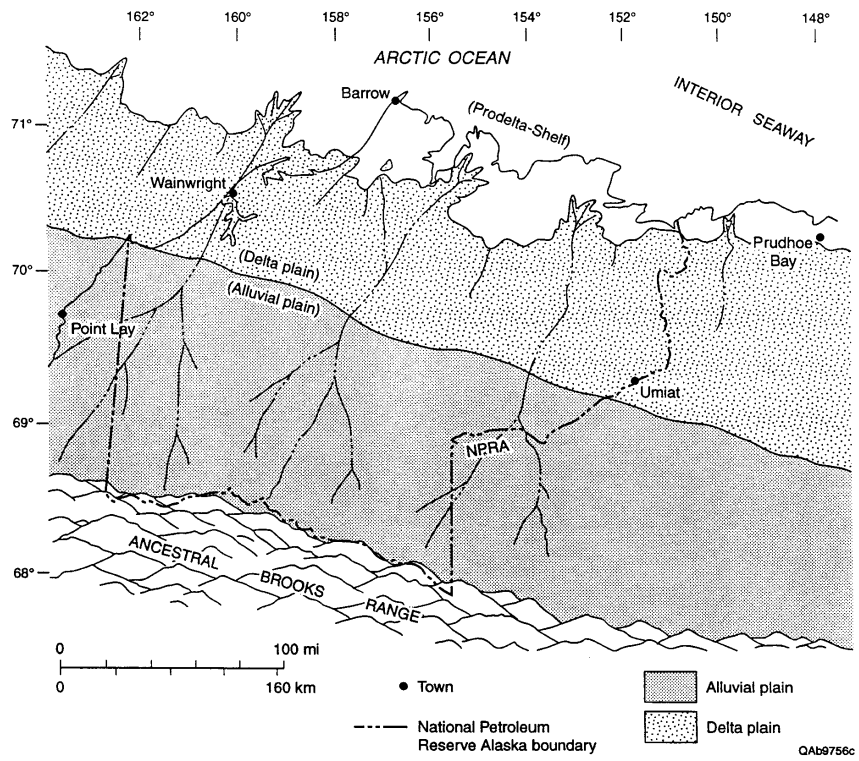 162° 160° 158° 156° 154° 152° 150° 148°
ARCTIC OCEAN
INTERIOR SEAWAY
Barrow
(Prodelta-Shelf)
71°
Wainwright
Prudhoe
Bay
70°
(Delta plain)
(Alluvial plain)
Point Lay
Umiat
69°
NPRA
ANCESTRAL BROOKS RANGE
68°
0 100 mi
0 160 km
Town
National Petroleum
Reserve Alaska boundary
Alluvial plain
Delta plain
QAb9756c